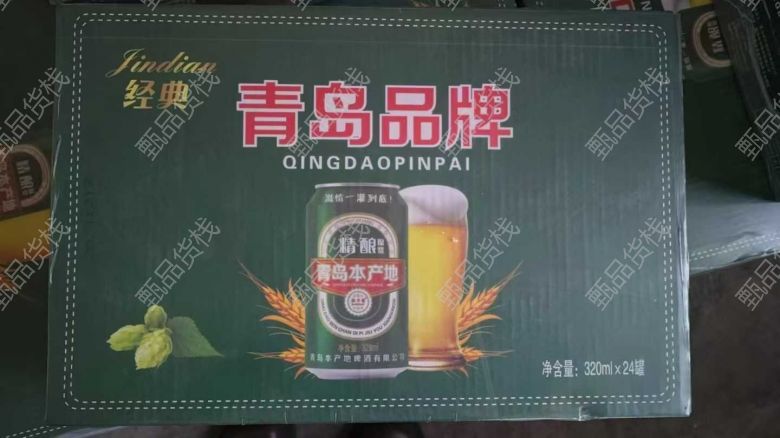 Jindian
经典
青岛品牌
QINGDAOPINPAI
激情一灌到底!
精酿
青岛本产地
净含量:320ml
青岛本产地啤酒有限公司
净含量: 320ml×24罐
甄品货栈